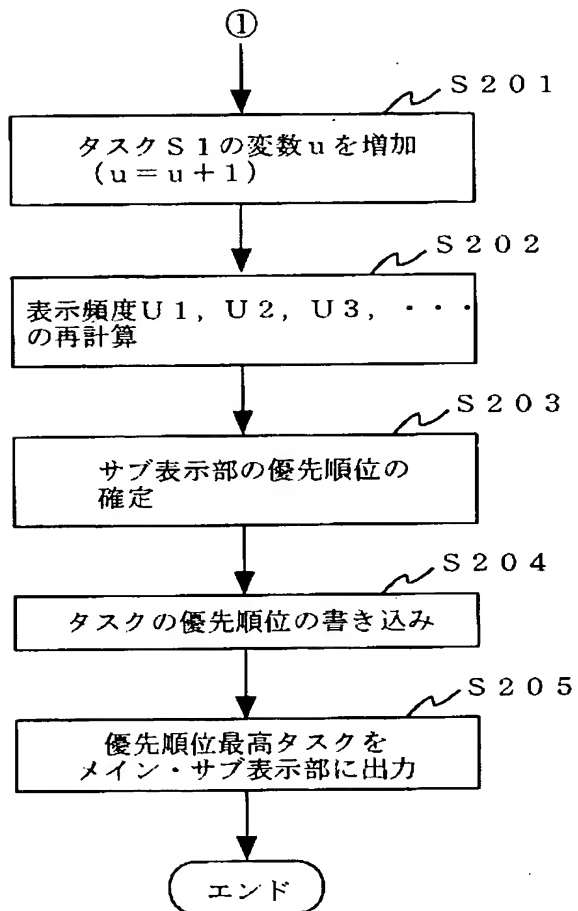 ①
S201
タスクS1の変数uを増加
(u=u+1)
S202
表示頻度U1, U2, U3, ・・・
の再計算
S203
サブ表示部の優先順位の
確定
S204
タスクの優先順位の書き込み
S205
優先順位最高タスクを
メイン・サブ表示部に出力
エンド